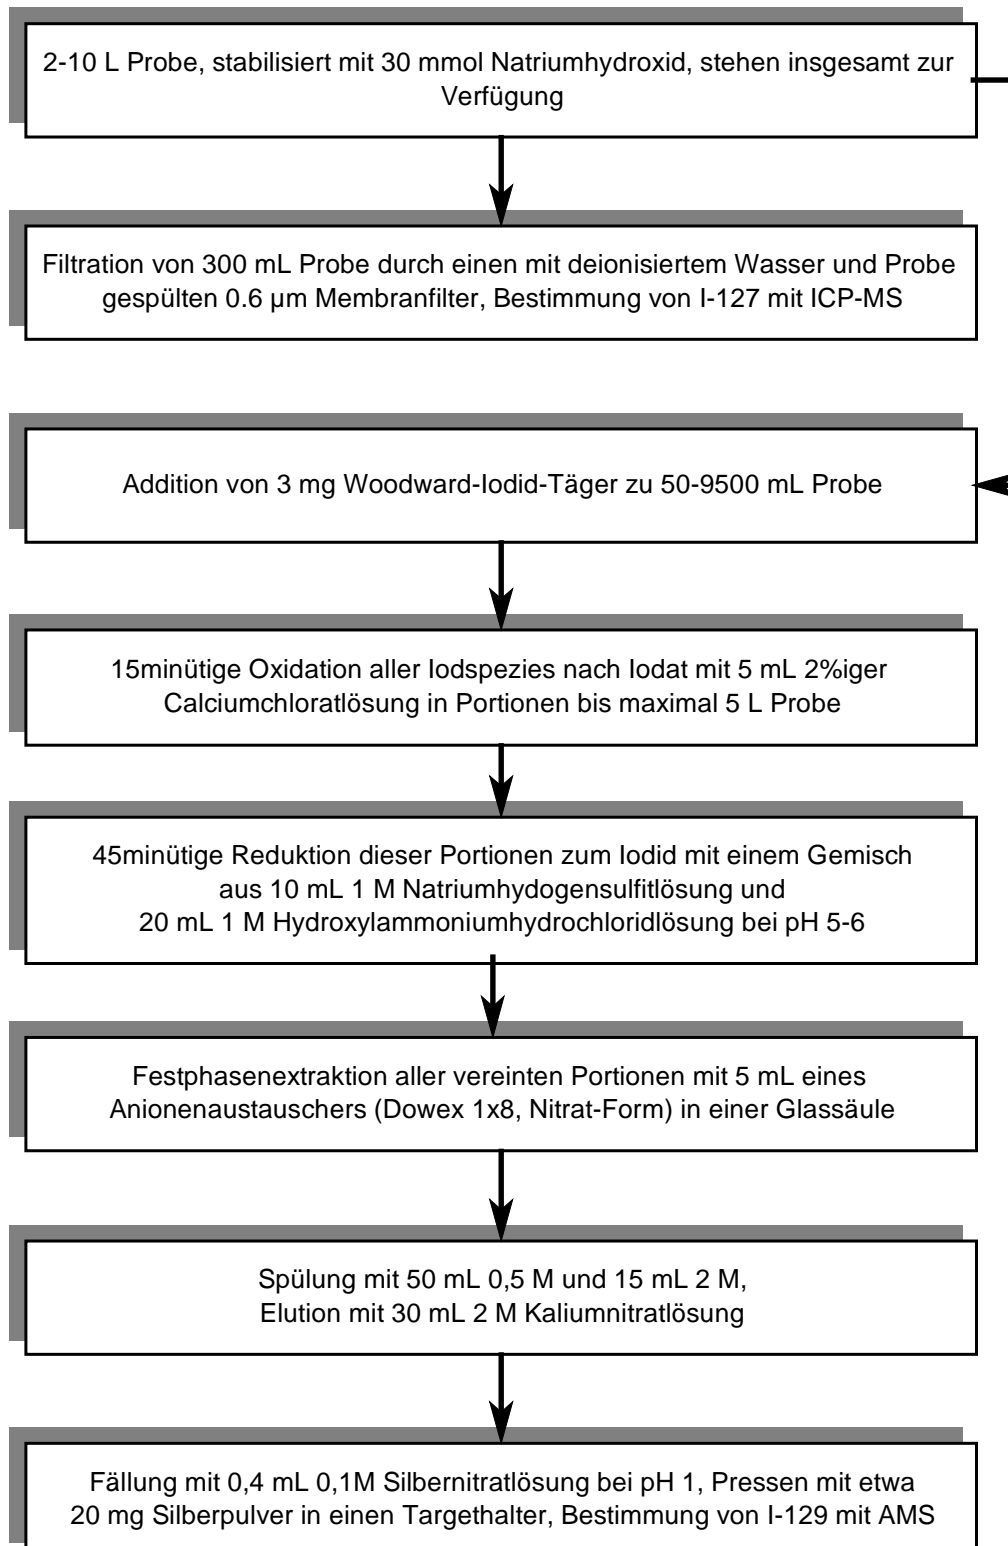 2-10 L Probe, stabilisiert mit 30 mmol Natriumhydroxid, stehen insgesamt zur
Verfügung
Filtration von 300 mL Probe durch einen mit deionisiertem Wasser und Probe
gespülten 0.6 µm Membranfilter, Bestimmung von I-127 mit ICP-MS
Addition von 3 mg Woodward-Iodid-Täger zu 50-9500 mL Probe
15minütige Oxidation aller Iodspezies nach Iodat mit 5 mL 2%iger
Calciumchloratlösung in Portionen bis maximal 5 L Probe
45minütige Reduktion dieser Portionen zum Iodid mit einem Gemisch
aus 10 mL 1 M Natriumhydogensulfitlösung und
20 mL 1 M Hydroxylammoniumhydrochloridlösung bei pH 5-6
Festphasenextraktion aller vereinten Portionen mit 5 mL eines
Anionenaustauschers (Dowex 1x8, Nitrat-Form) in einer Glassäule
Spülung mit 50 mL 0,5 M und 15 mL 2 M,
Elution mit 30 mL 2 M Kaliumnitratlösung
Fällung mit 0,4 mL 0,1M Silbernitratlösung bei pH 1, Pressen mit etwa
20 mg Silberpulver in einen Targethalter, Bestimmung von I-129 mit AMS